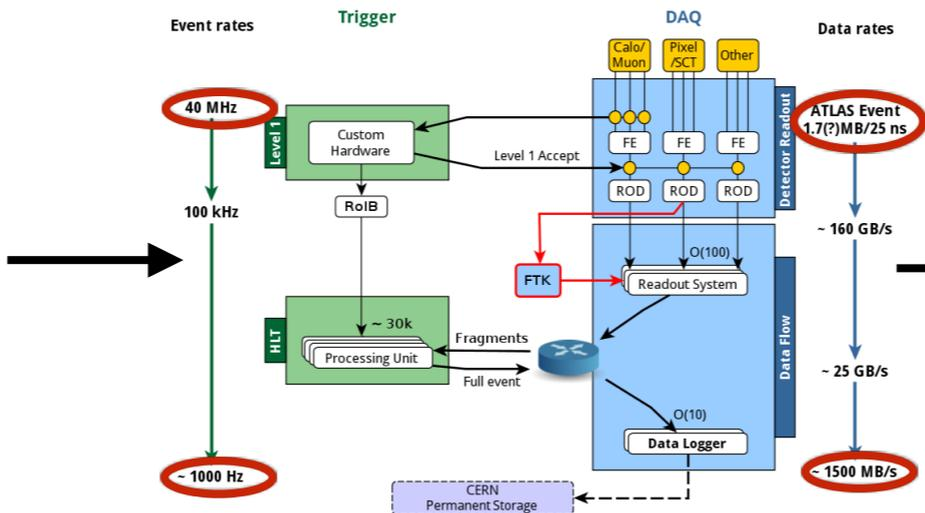 Event rates
Trigger
DAQ
Data rates
Calo/
Muon
Pixel
/SCT
Other
40 MHz
Level 1
Custom
Hardware
FE
FE
FE
Detector Readout
ATLAS Event
1.7(?)MB/25 ns
Level 1 Accept
ROD
ROD
ROD
100 kHz
RoIB
~ 160 GB/s
O(100)
FTK
Readout System
HLT
~ 30k
Processing Unit
Fragments
Full event
Data Flow
~ 25 GB/s
O(10)
Data Logger
~ 1000 Hz
~ 1500 MB/s
CERN
Permanent Storage